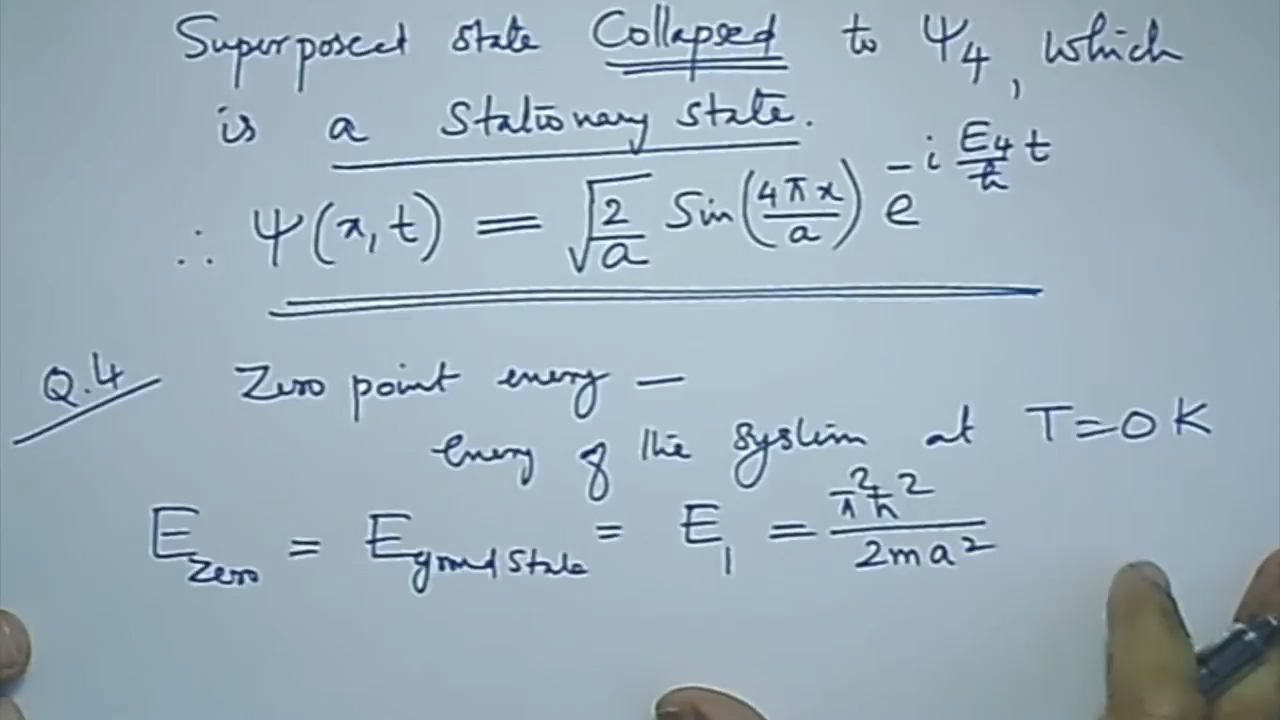 Superposed state Collapsed to Ψ4, which
is a stationary state.
∴ Ψ(x,t) = √(2/a) Sin(4πx/a) e^(-i E4/ħ t)
Q.4 Zero point energy —
energy of the system at T=0K
E_zero = E_ground state = E_1 = π²ħ²/2ma²